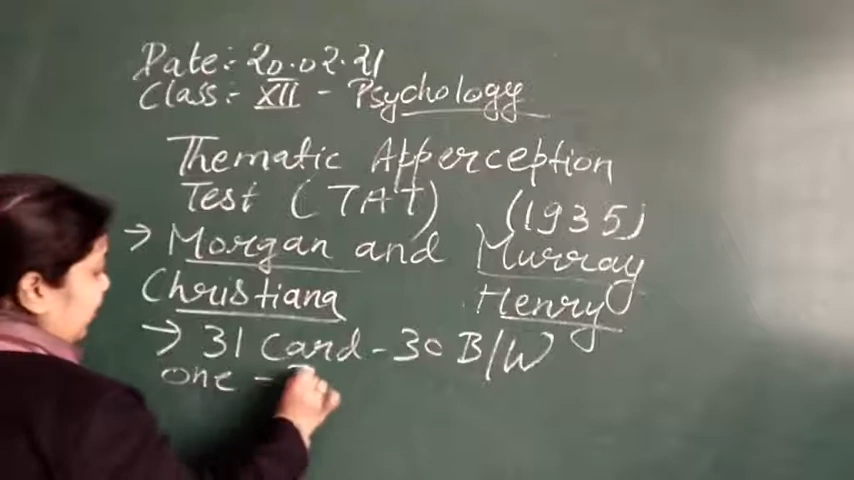 Date:- 20.02.21
Class:- XII - Psychology
Thematic Apperception
Test (TAT) (1935)
→ Morgan and Murray
Christiana Henry
→ 31 Card - 30 B/W
one -